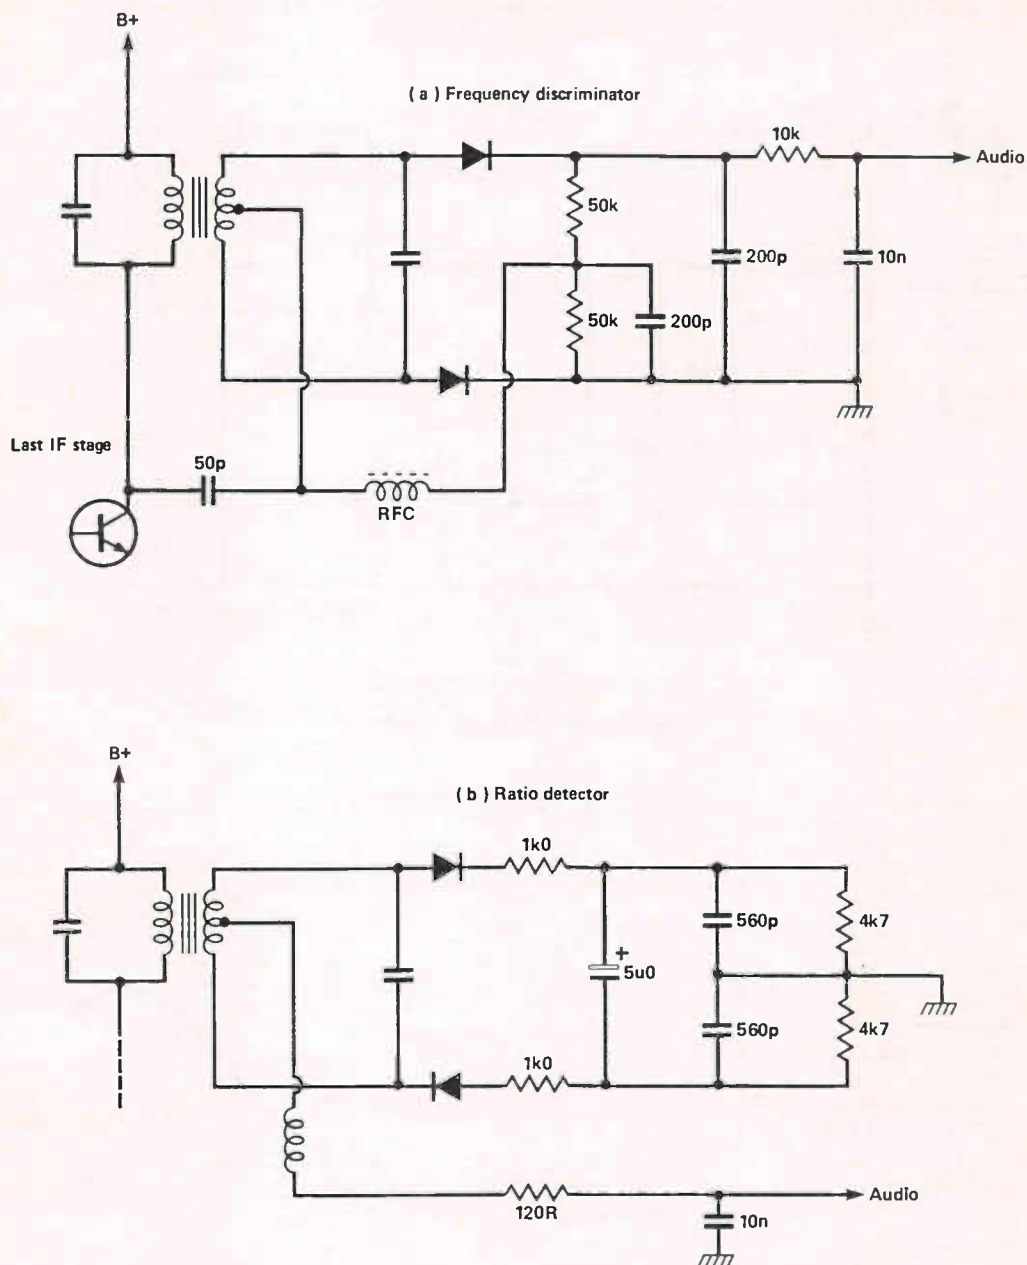 B+
( a ) Frequency discriminator
10k
Audio
50k
200p
10n
50k
200p
Last IF stage
50p
RFC
B+
( b ) Ratio detector
1k0
560p
4k7
+
5u0
560p
4k7
1k0
120R
Audio
10n